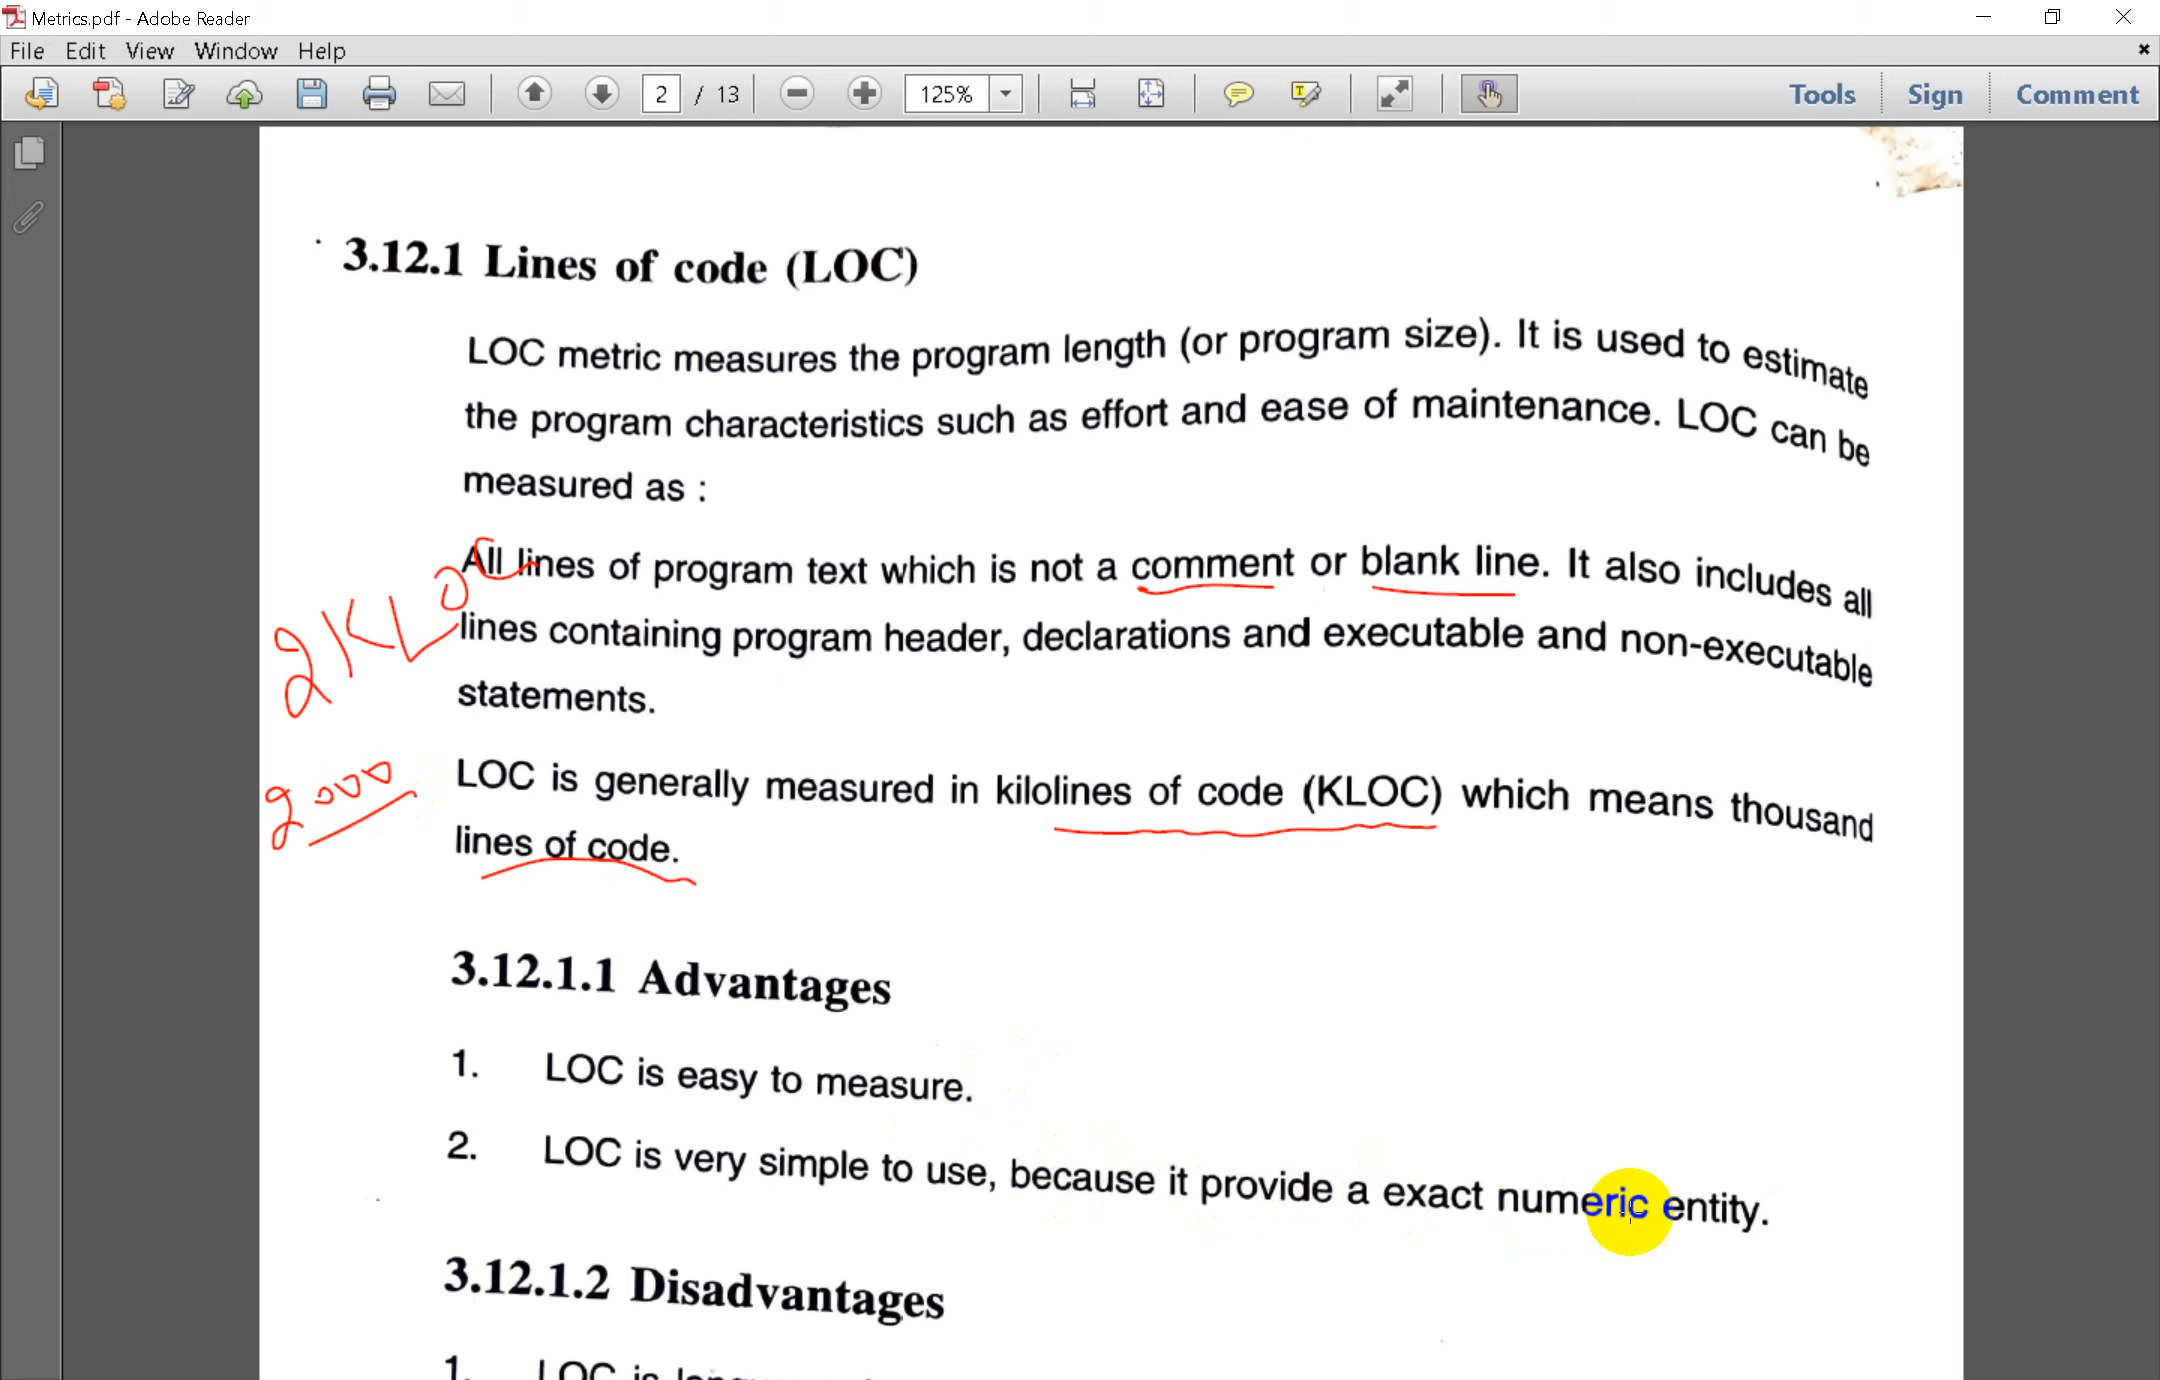 Metrics.pdf - Adobe Reader
File Edit View Window Help
2 / 13 125% Tools Sign Comment
3.12.1 Lines of code (LOC)
LOC metric measures the program length (or program size). It is used to estimate
the program characteristics such as effort and ease of maintenance. LOC can be
measured as :
All lines of program text which is not a comment or blank line. It also includes all
2KLOC
lines containing program header, declarations and executable and non-executable
statements.
2000
LOC is generally measured in kilolines of code (KLOC) which means thousand
lines of code.
3.12.1.1 Advantages
1. LOC is easy to measure.
2. LOC is very simple to use, because it provide a exact numeric entity.
3.12.1.2 Disadvantages
1. LOC is